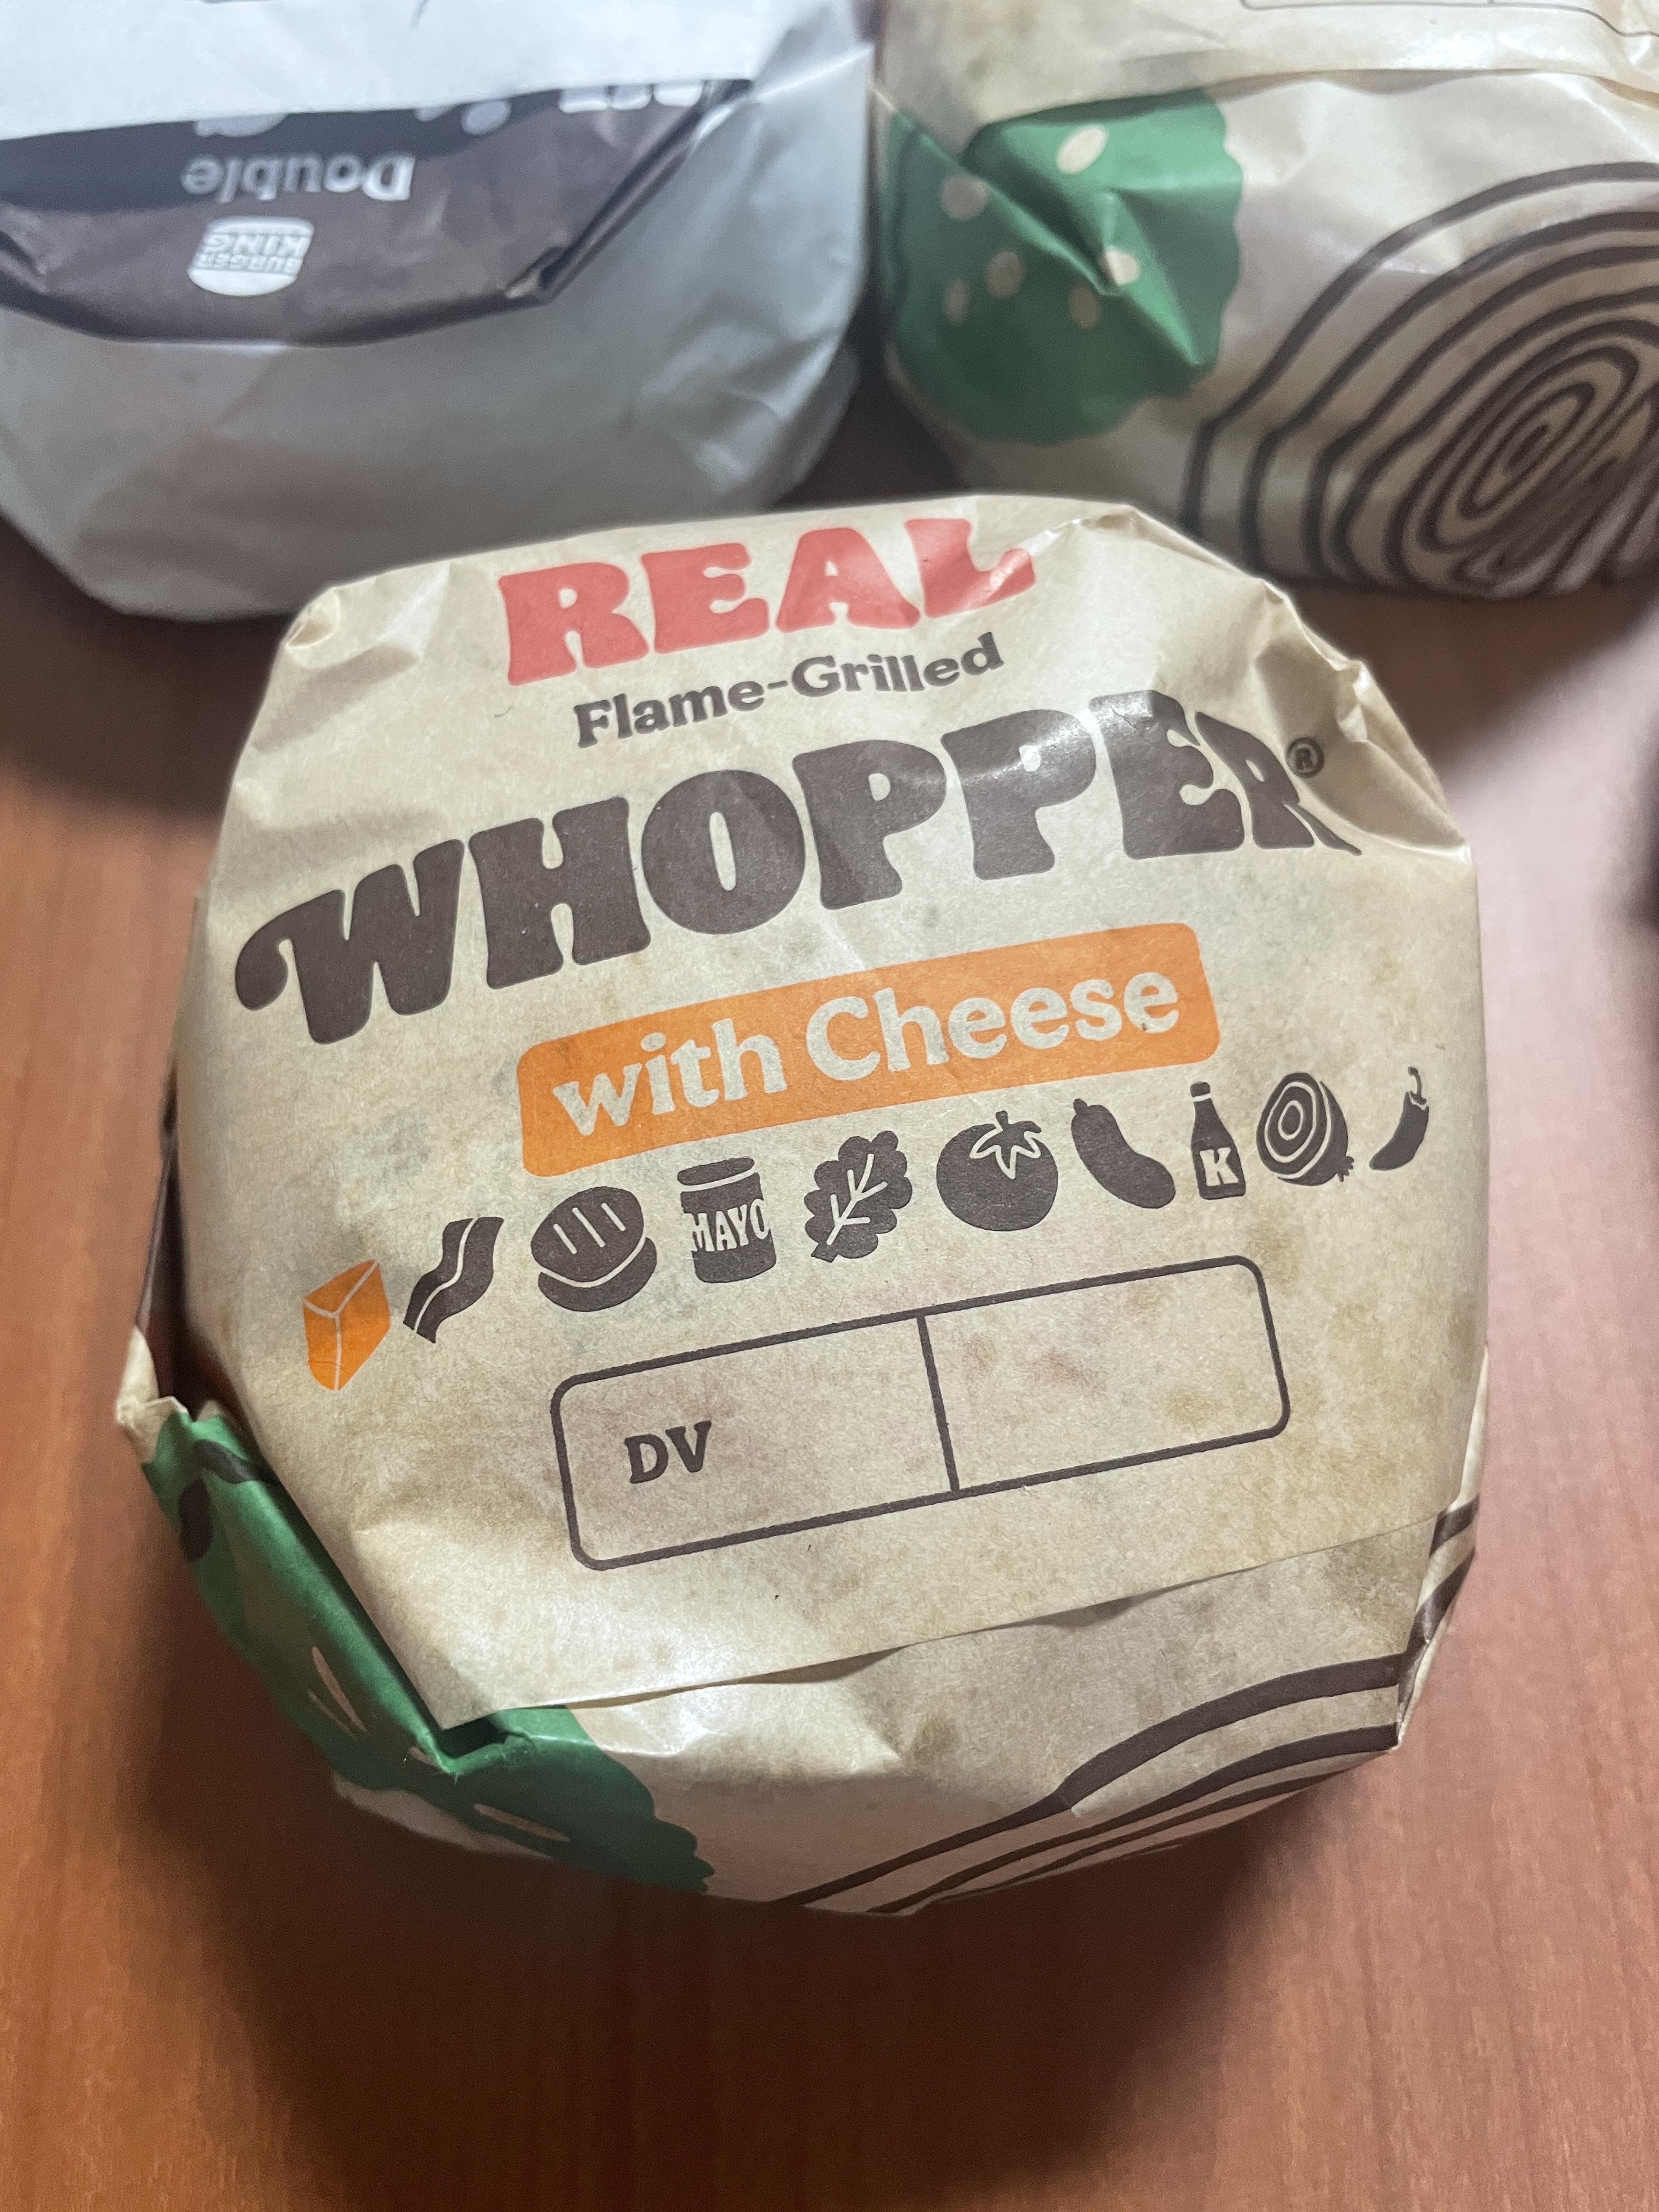 Double
BURGER
KING
REAL
Flame-Grilled
WHOPPER®
with Cheese
MAYO
K
DV